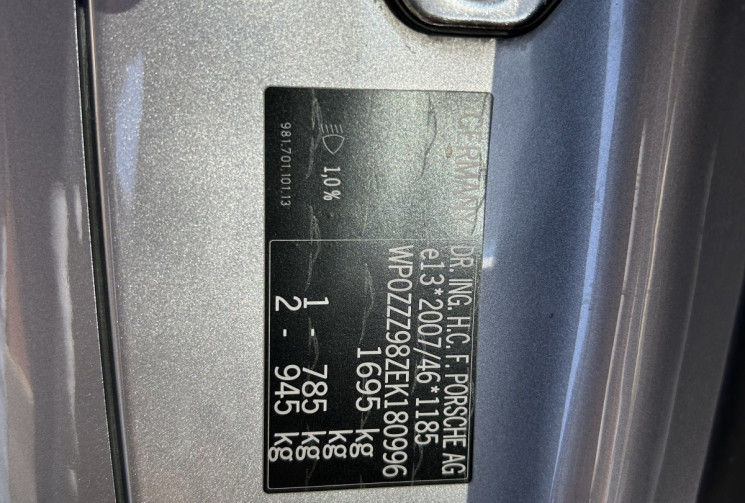 GERMANY
DR. ING. H.C. F. PORSCHE AG
e13*2007/46*1185
WP0ZZZ98ZEK180996
1695 kg
1 - 785 kg
2 - 945 kg
1,0%
981.701.101.13